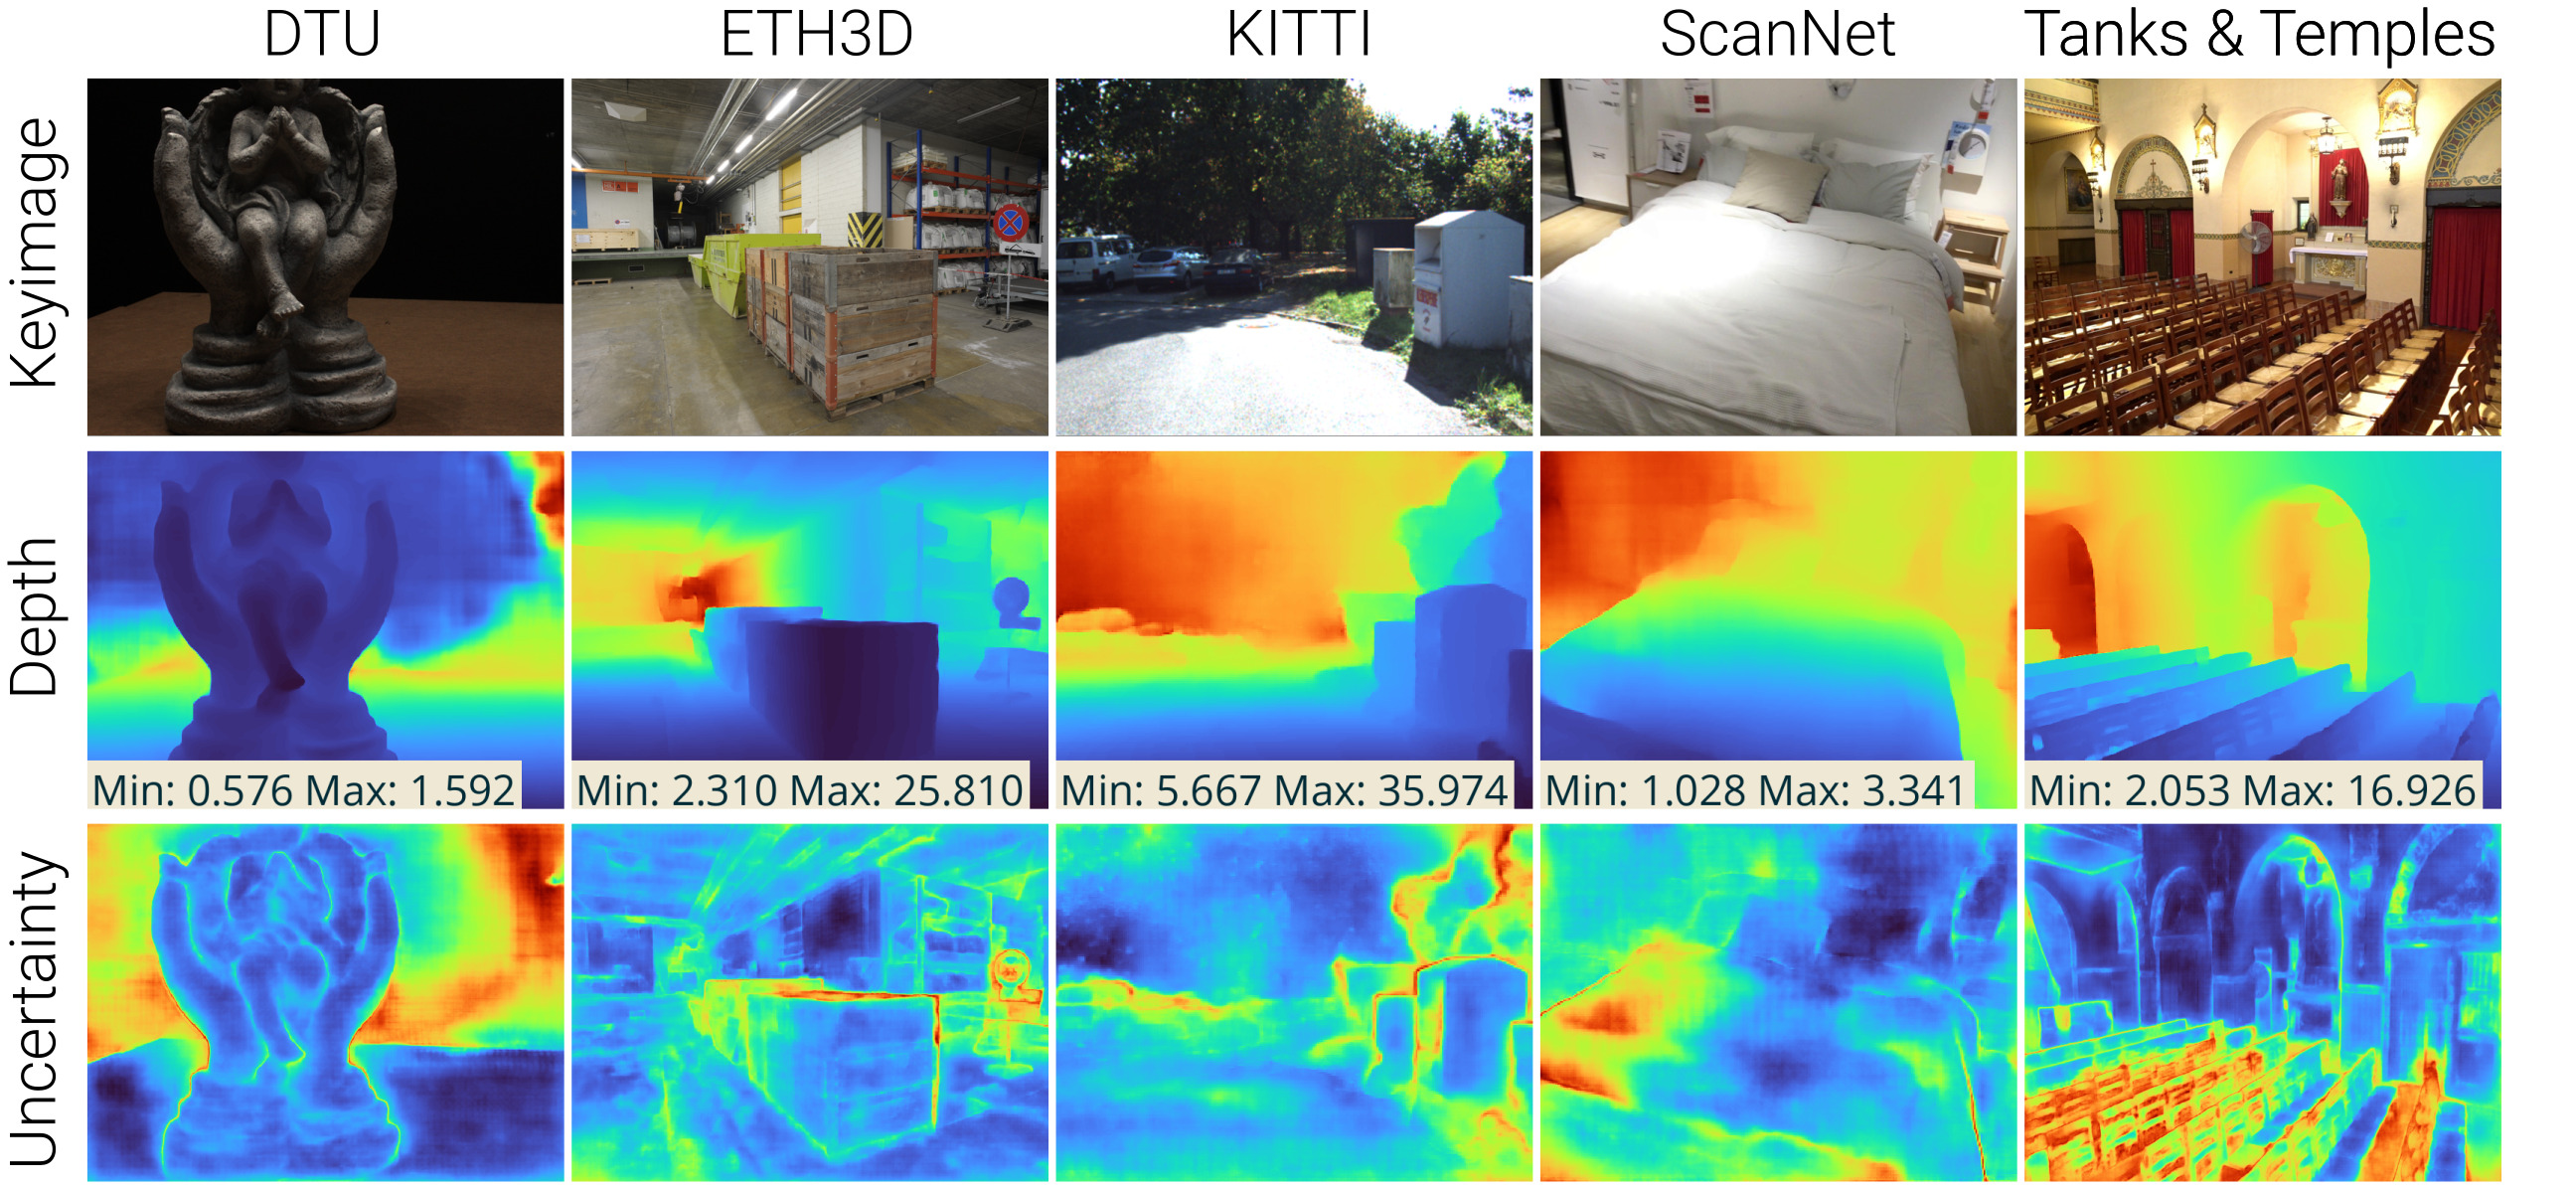 DTU ETH3D KITTI ScanNet Tanks & Temples
Keyimage
Depth
Min: 0.576 Max: 1.592 Min: 2.310 Max: 25.810 Min: 5.667 Max: 35.974 Min: 1.028 Max: 3.341 Min: 2.053 Max: 16.926
Uncertainty